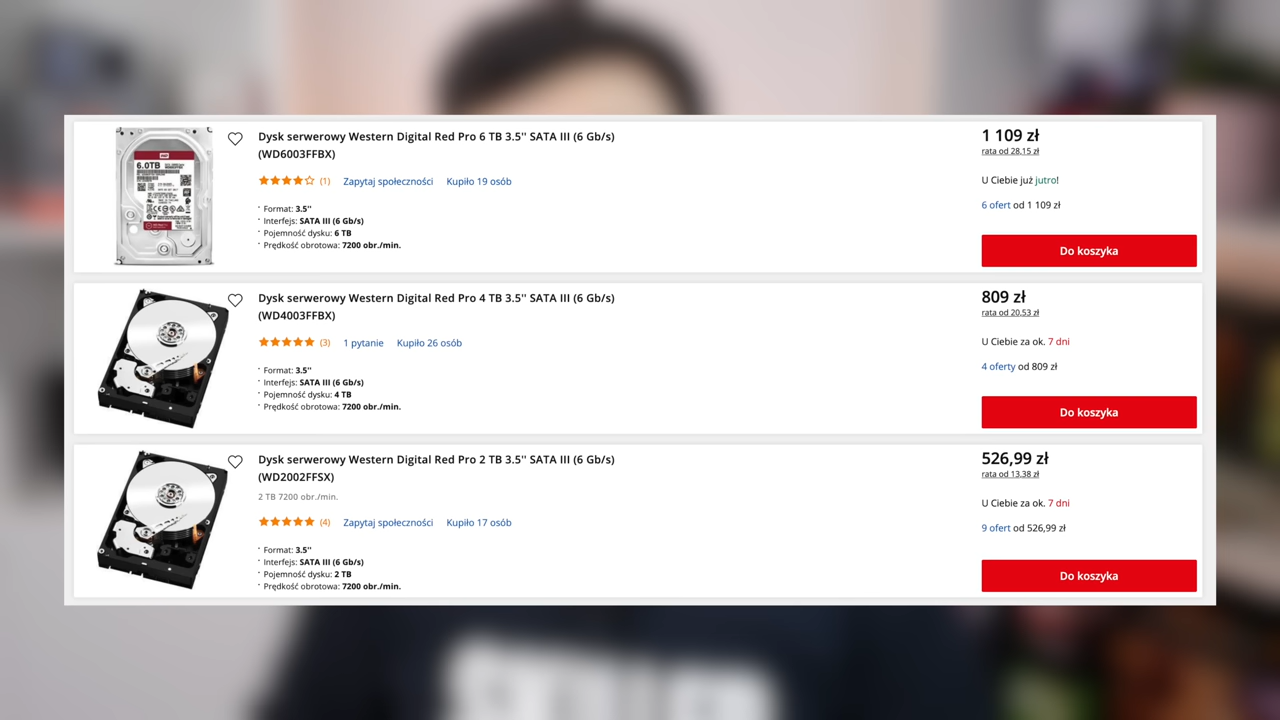 Dysk serwerowy Western Digital Red Pro 6 TB 3.5'' SATA III (6 Gb/s)
(WD6003FFBX)
(1) Zapytaj społeczności Kupiło 19 osób
· Format: 3.5''
· Interfejs: SATA III (6 Gb/s)
· Pojemność dysku: 6 TB
· Prędkość obrotowa: 7200 obr./min.
1 109 zł
rata od 28,15 zł
U Ciebie już jutro!
6 ofert od 1 109 zł
Do koszyka
WD
6.0TB
Dysk serwerowy Western Digital Red Pro 4 TB 3.5'' SATA III (6 Gb/s)
(WD4003FFBX)
(3) 1 pytanie Kupiło 26 osób
· Format: 3.5''
· Interfejs: SATA III (6 Gb/s)
· Pojemność dysku: 4 TB
· Prędkość obrotowa: 7200 obr./min.
809 zł
rata od 20,53 zł
U Ciebie za ok. 7 dni
4 oferty od 809 zł
Do koszyka
Dysk serwerowy Western Digital Red Pro 2 TB 3.5'' SATA III (6 Gb/s)
(WD2002FFSX)
2 TB 7200 obr./min.
(4) Zapytaj społeczności Kupiło 17 osób
· Format: 3.5''
· Interfejs: SATA III (6 Gb/s)
· Pojemność dysku: 2 TB
· Prędkość obrotowa: 7200 obr./min.
526,99 zł
rata od 13,38 zł
U Ciebie za ok. 7 dni
9 ofert od 526,99 zł
Do koszyka